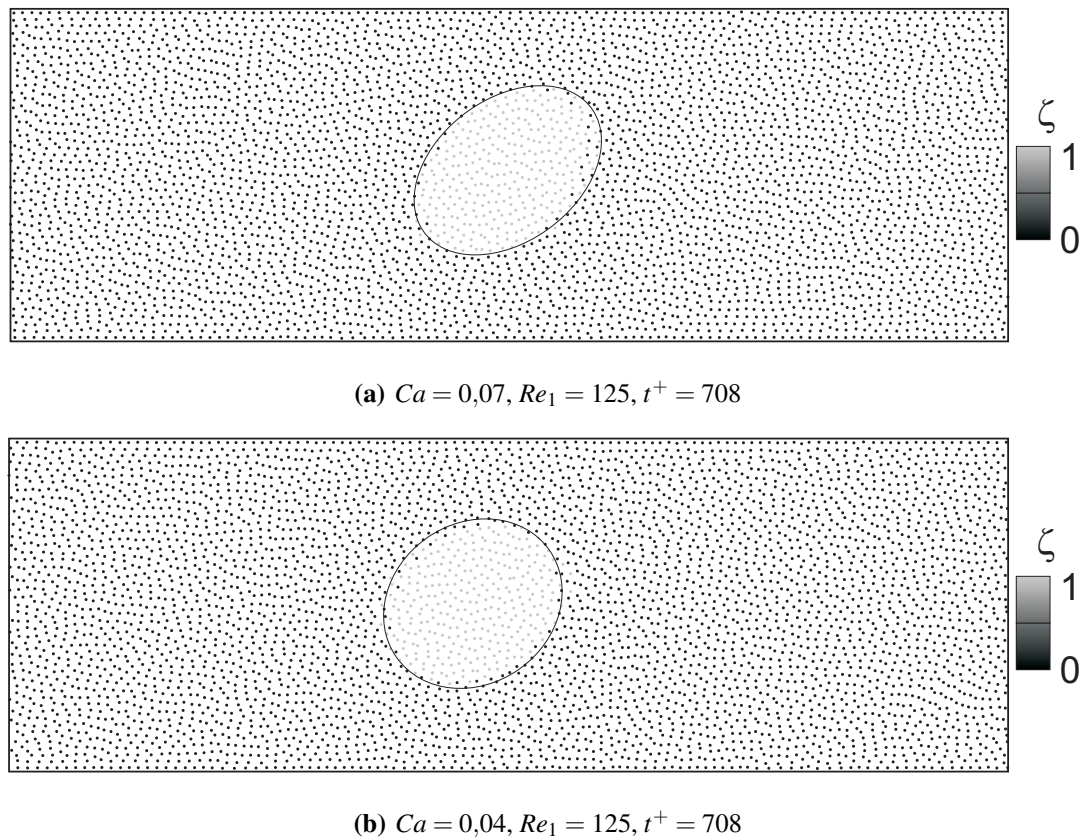 ζ
1
0
(a) Ca = 0,07, Re₁ = 125, t⁺ = 708
ζ
1
0
(b) Ca = 0,04, Re₁ = 125, t⁺ = 708